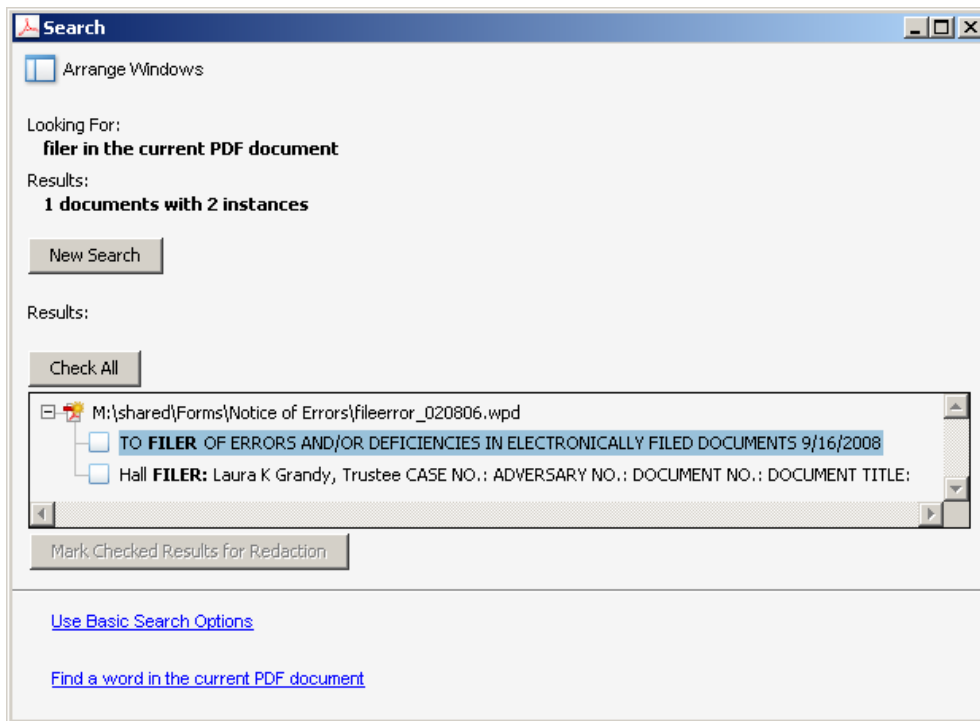 Search
Arrange Windows
Looking For:
filer in the current PDF document
Results:
1 documents with 2 instances
New Search
Results:
Check All
M:\shared\Forms\Notice of Errors\fileerror_020806.wpd
TO FILER OF ERRORS AND/OR DEFICIENCIES IN ELECTRONICALLY FILED DOCUMENTS 9/16/2008
Hall FILER: Laura K Grandy, Trustee CASE NO.: ADVERSARY NO.: DOCUMENT NO.: DOCUMENT TITLE:
Mark Checked Results for Redaction
Use Basic Search Options
Find a word in the current PDF document